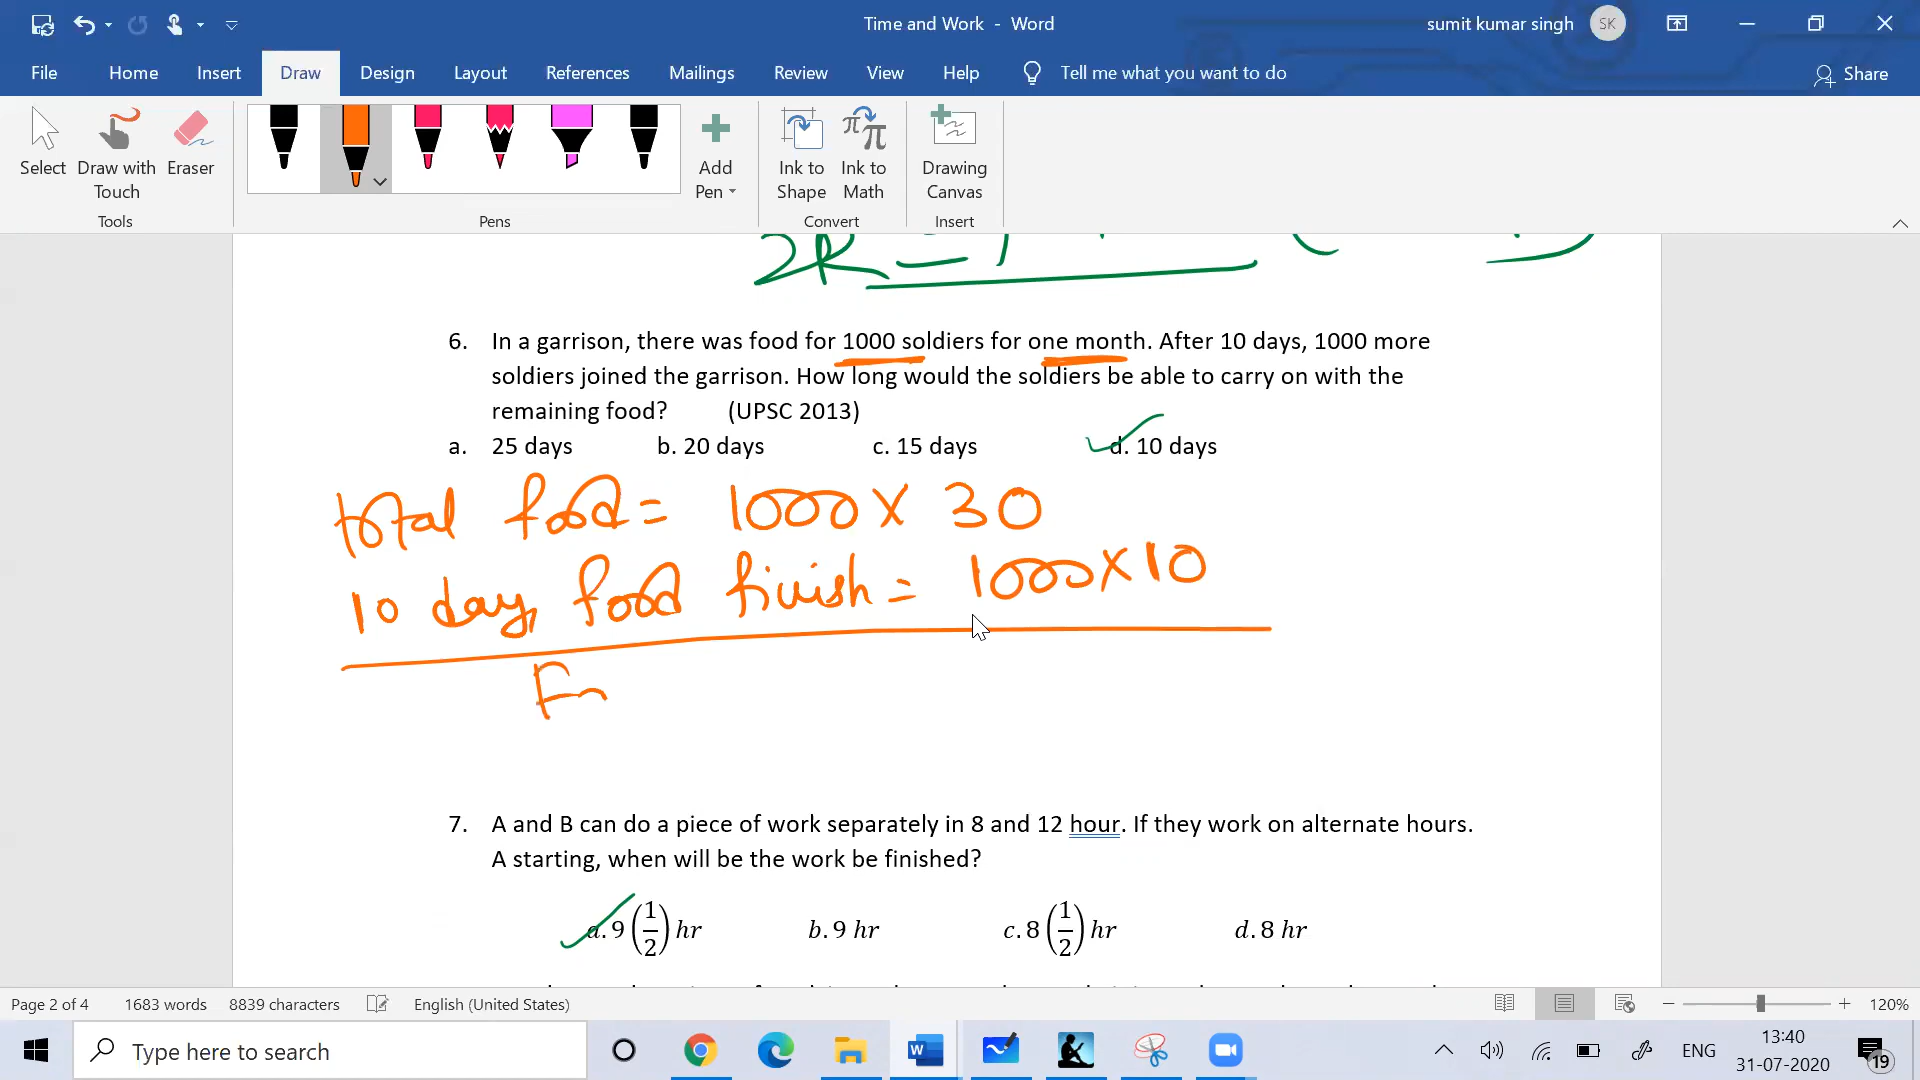 Time and Work - Word
sumit kumar singh SK
File Home Insert Draw Design Layout References Mailings Review View Help Tell me what you want to do Share
Select Draw with Touch Eraser
Add Pen
Ink to Shape Ink to Math
Drawing Canvas
Tools Pens Convert Insert
2R =
6. In a garrison, there was food for 1000 soldiers for one month. After 10 days, 1000 more
soldiers joined the garrison. How long would the soldiers be able to carry on with the
remaining food? (UPSC 2013)
a. 25 days b. 20 days c. 15 days d. 10 days
total food = 1000 X 30
10 day, food finish = 1000 X 10
F
7. A and B can do a piece of work separately in 8 and 12 hour. If they work on alternate hours.
A starting, when will be the work be finished?
a. 9 (1/2) hr b. 9 hr c. 8 (1/2) hr d. 8 hr
Page 2 of 4 1683 words 8839 characters English (United States) 120%
Type here to search
ENG
13:40
31-07-2020
19